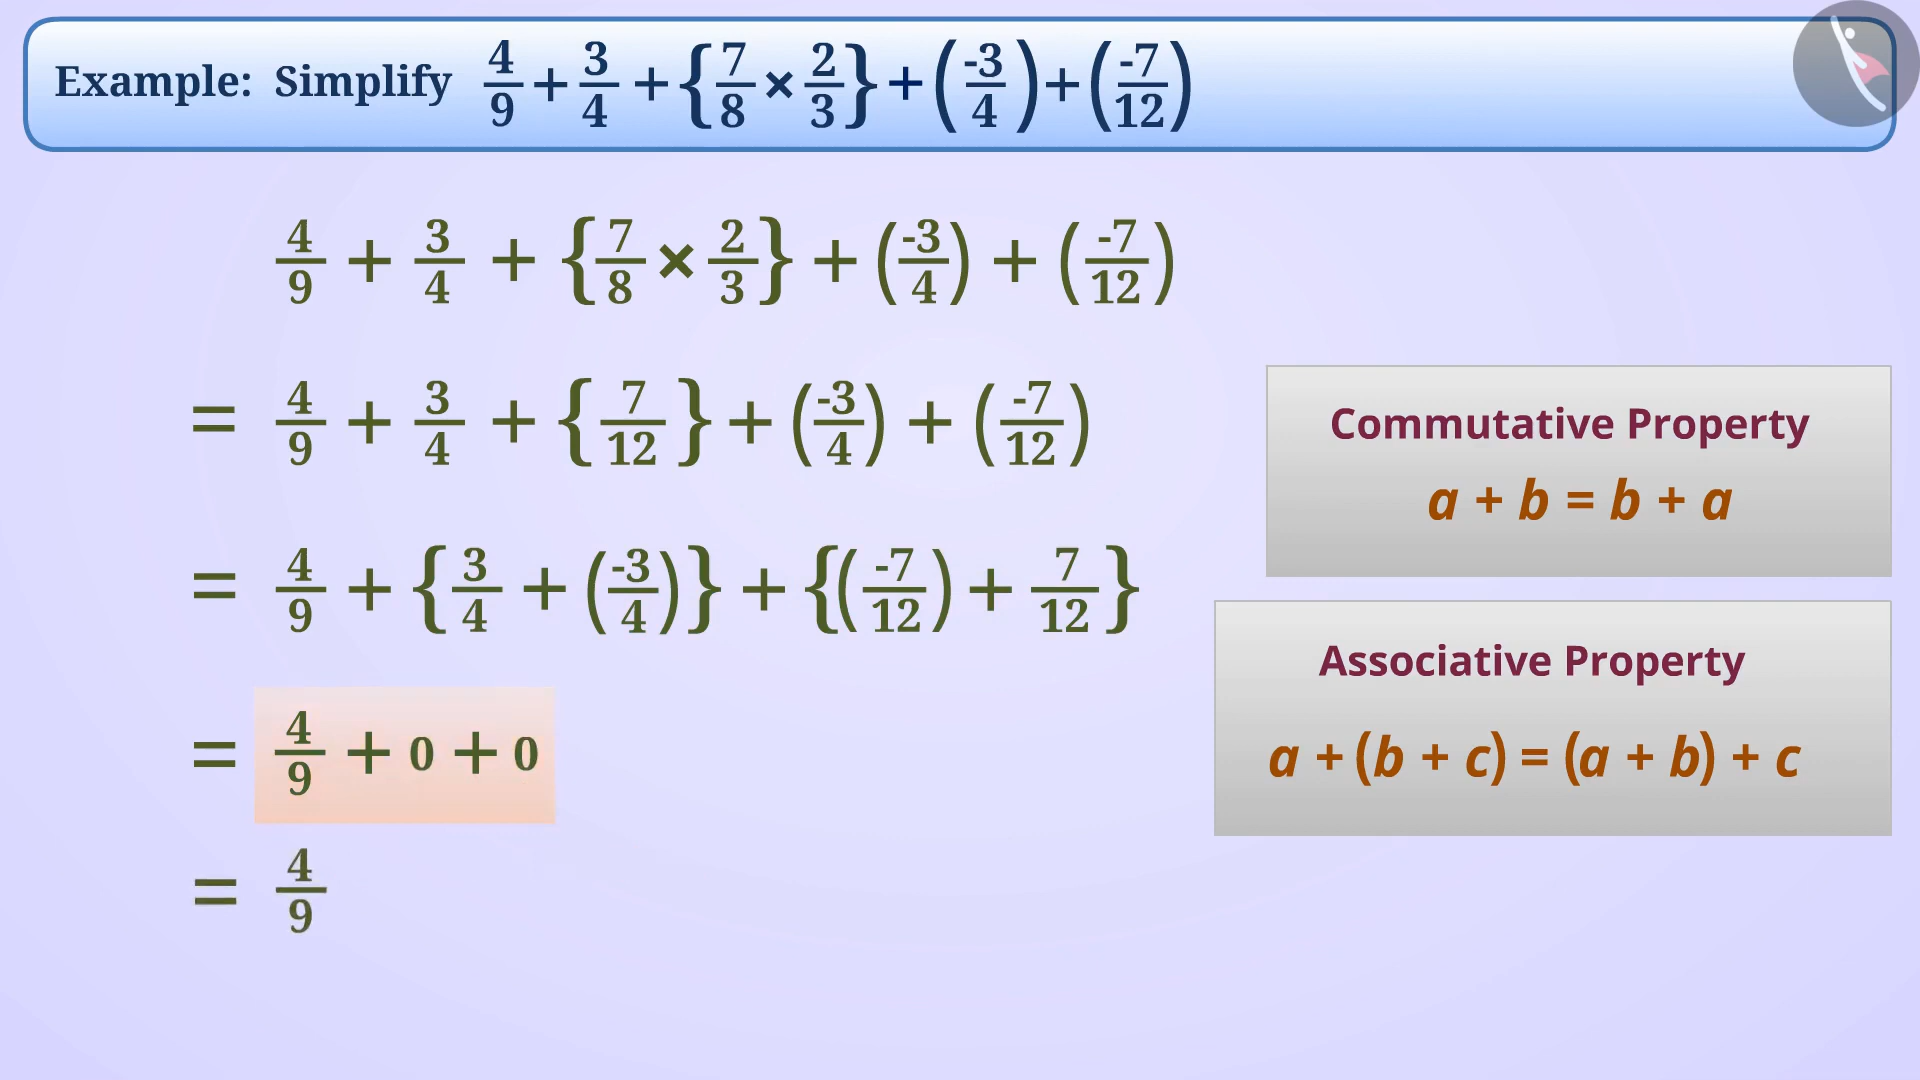 Example: Simplify 4/9 + 3/4 + {7/8 × 2/3} + (-3/4) + (-7/12)
4/9 + 3/4 + {7/8 × 2/3} + (-3/4) + (-7/12)
= 4/9 + 3/4 + {7/12} + (-3/4) + (-7/12)
= 4/9 + {3/4 + (-3/4)} + {(-7/12) + 7/12}
= 4/9 + 0 + 0
= 4/9
Commutative Property
a + b = b + a
Associative Property
a + (b + c) = (a + b) + c